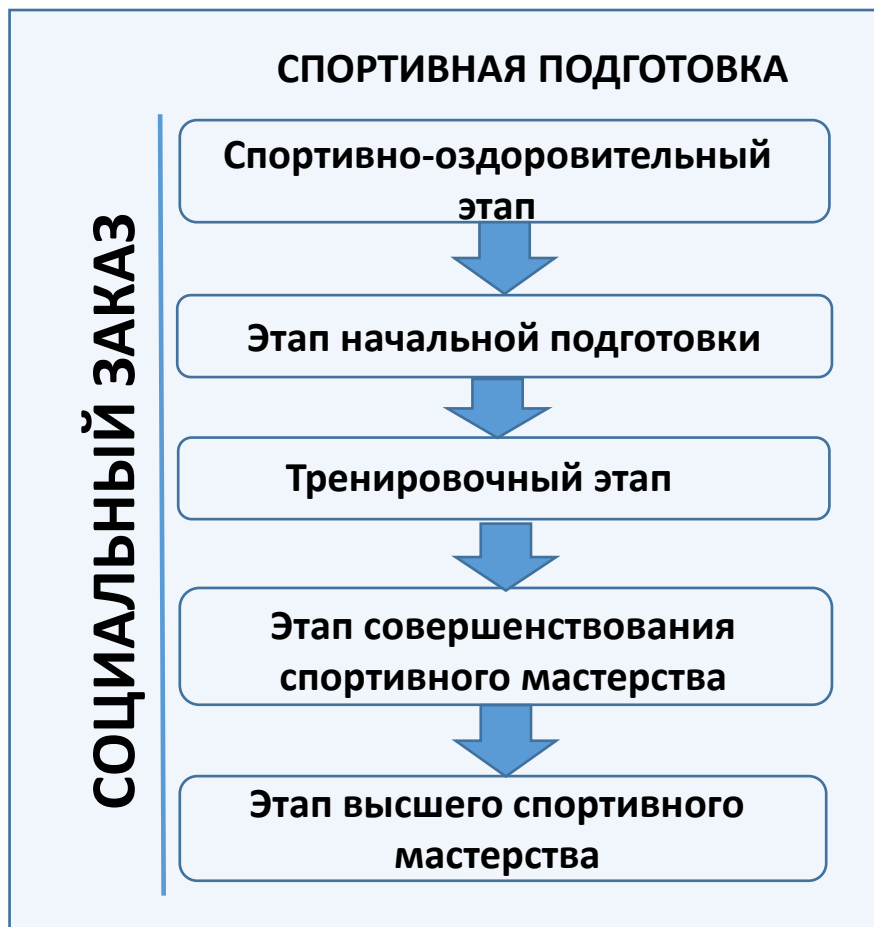 СПОРТИВНАЯ ПОДГОТОВКА
СОЦИАЛЬНЫЙ ЗАКАЗ
Спортивно-оздоровительный
этап
Этап начальной подготовки
Тренировочный этап
Этап совершенствования
спортивного мастерства
Этап высшего спортивного
мастерства